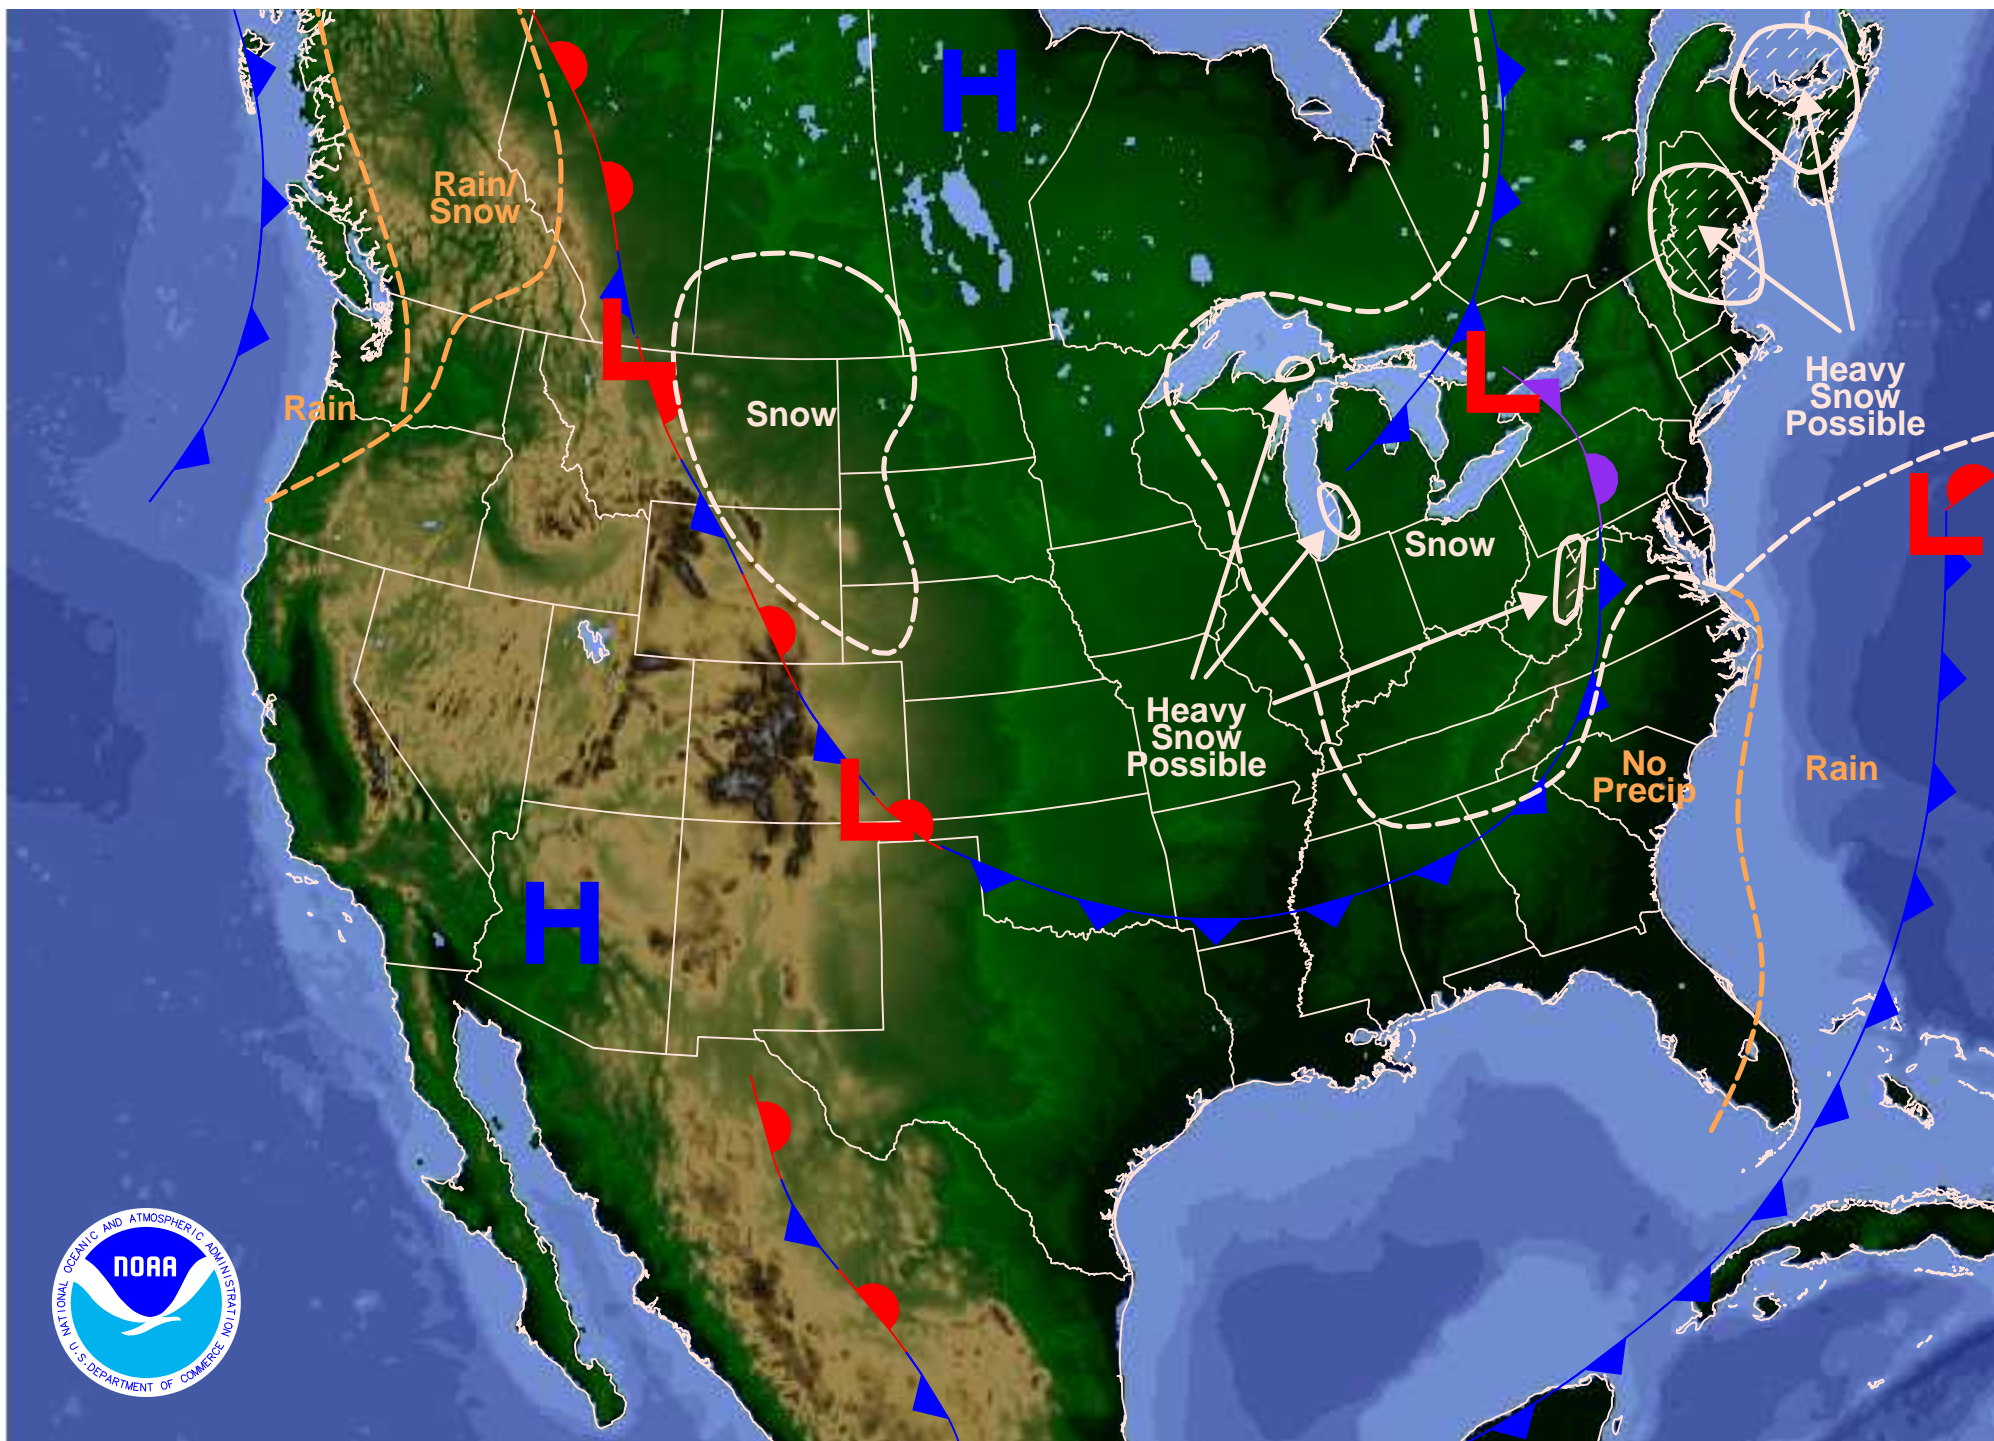 H
Rain/
Snow
L
Rain
Snow
L
Heavy
Snow
Possible
L
Snow
Heavy
Snow
Possible
No
Precip
Rain
L
H
NATIONAL OCEANIC AND ATMOSPHERIC ADMINISTRATION
NOAA
U.S. DEPARTMENT OF COMMERCE